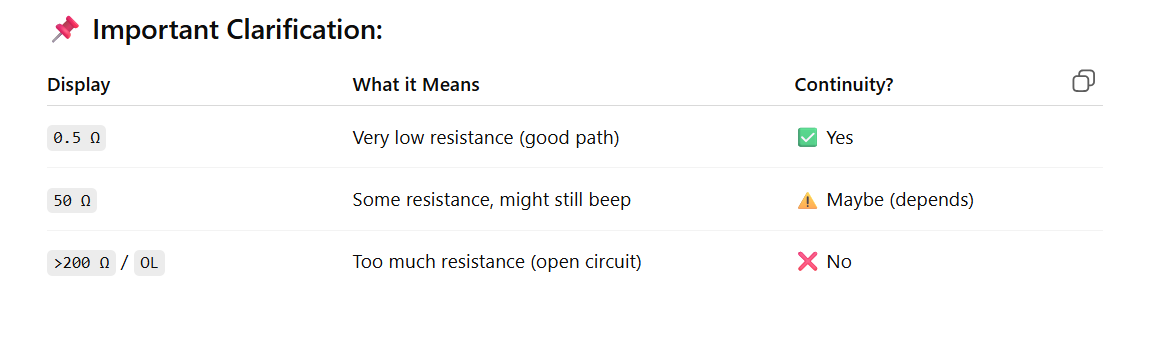 📌 Important Clarification:
Display What it Means Continuity?
0.5 Ω Very low resistance (good path) ✅ Yes
50 Ω Some resistance, might still beep ⚠️ Maybe (depends)
>200 Ω / OL Too much resistance (open circuit) ❌ No